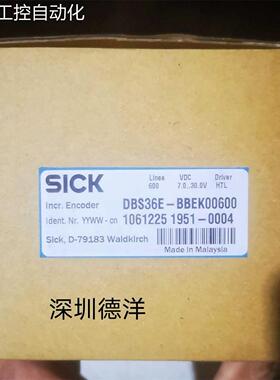 工控自动化
SICK
Lines VDC Driver
600 7.0..30.0V HTL
Incr. Encoder DBS36E-BBEK00600
Ident. Nr. YYWW-cn 1061225 1951-0004
Sick, D-79183 Waldkirch
Made in Malaysia
深圳德洋